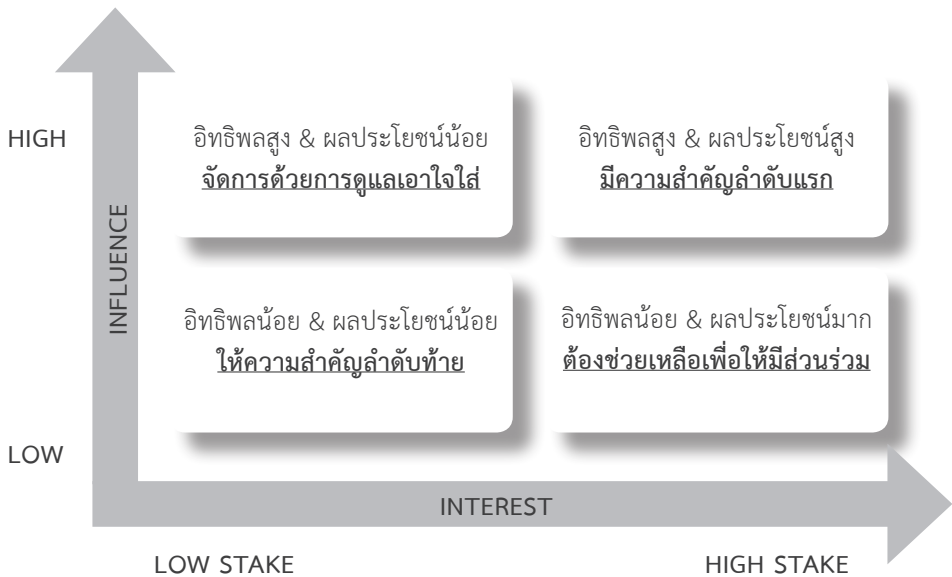 HIGH
อิทธิพลสูง & ผลประโยชน์น้อย
จัดการด้วยการดูแลเอาใจใส่
อิทธิพลสูง & ผลประโยชน์สูง
มีความสำคัญลำดับแรก
INFLUENCE
อิทธิพลน้อย & ผลประโยชน์น้อย
ให้ความสำคัญลำดับท้าย
อิทธิพลน้อย & ผลประโยชน์มาก
ต้องช่วยเหลือเพื่อให้มีส่วนร่วม
LOW
INTEREST
LOW STAKE
HIGH STAKE